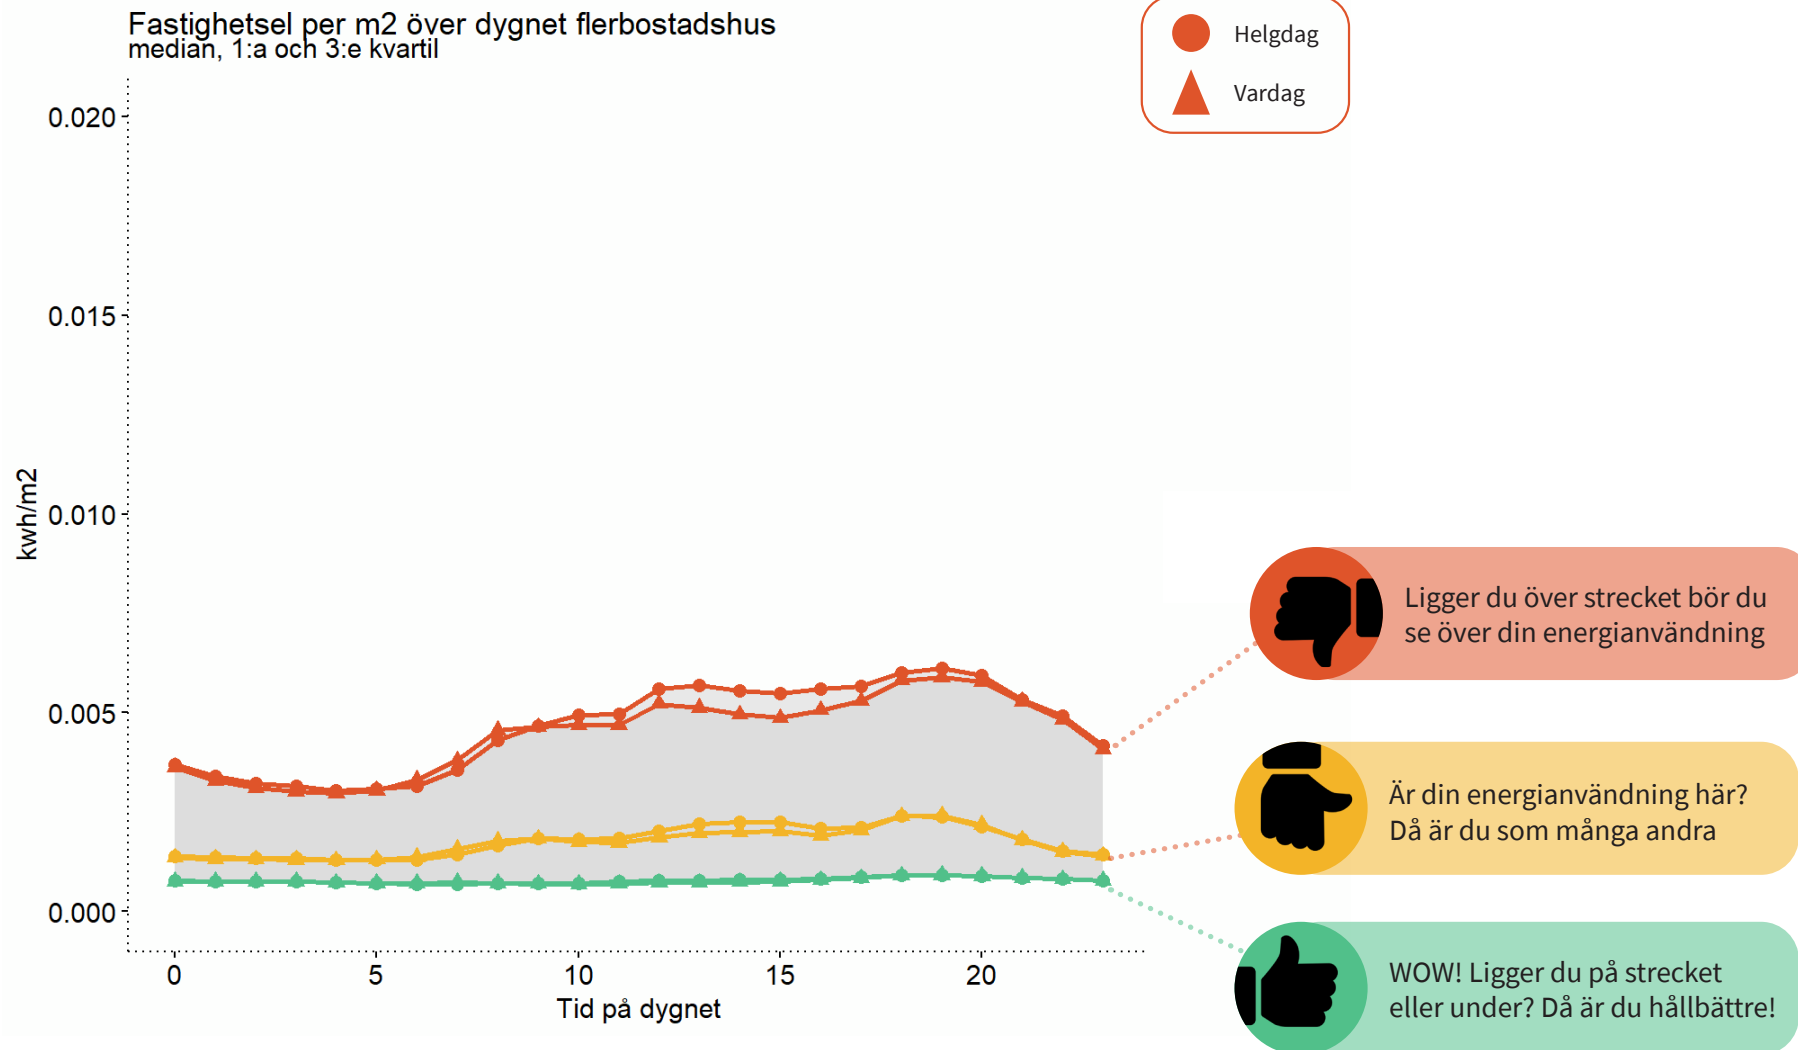 Fastighetsel per m2 över dygnet flerbostadshus
median, 1:a och 3:e kvartil
Helgdag
Vardag
0.020
0.015
0.010
0.005
0.000
kwh/m2
0 5 10 15 20
Tid på dygnet
Ligger du över strecket bör du
se över din energianvändning
Är din energianvändning här?
Då är du som många andra
WOW! Ligger du på strecket
eller under? Då är du hållbättre!